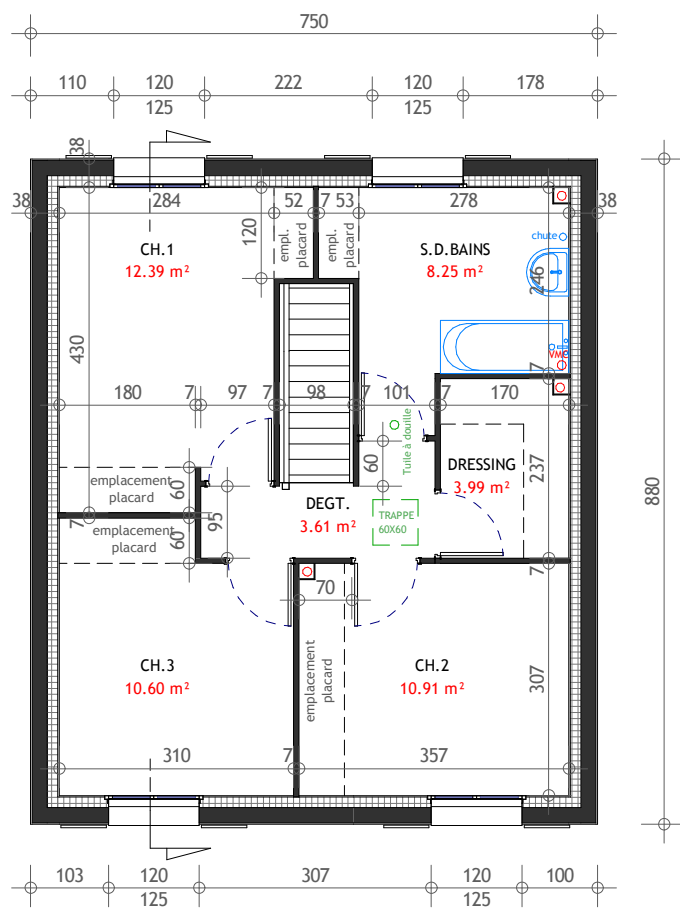 750
110 120 222 120 178
125 125
38
38 284 52 7 53 278 38
empl.
placard
empl.
placard
120
CH.1
12.39 m²
S.D.BAINS
8.25 m²
chute
246
VMC
430
7
180 7 97 7 98 7 101 7 170
Tuile à douille
60
DRESSING
3.99 m²
237
880
emplacement
placard
60
DEGT.
3.61 m²
TRAPPE
60X60
7
emplacement
placard
60
95
7
70
CH.3
10.60 m²
emplacement
placard
CH.2
10.91 m²
307
310 7 357
103 120 307 120 100
125 125